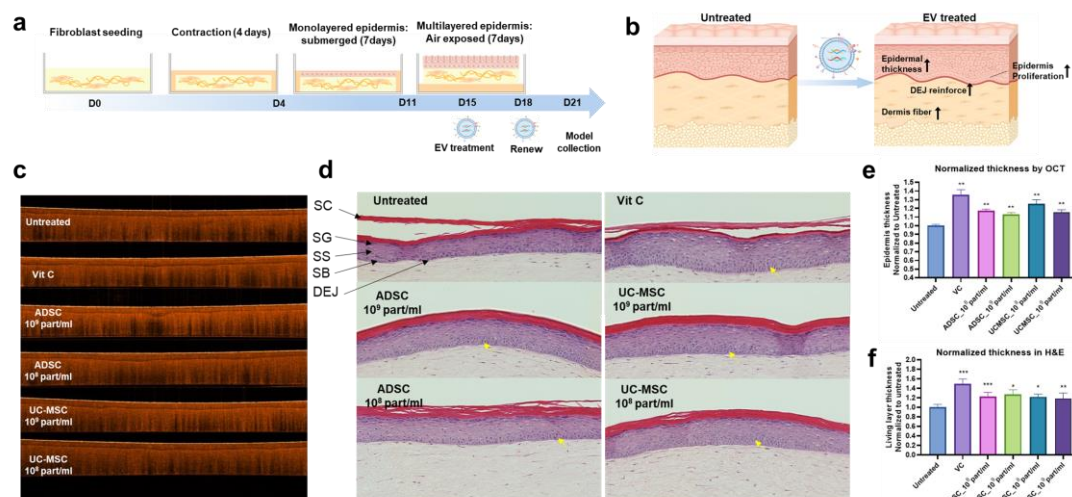 a
Fibroblast seeding
Contraction (4 days)
Monolayered epidermis:
submerged (7days)
Multilayered epidermis:
Air exposed (7days)
D0
D4
D11
D15
D18
D21
EV treatment
Renew
Model
collection
b
Untreated
EV treated
Epidermal
thickness
Epidermis
Proliferation
DEJ reinforce
Dermis fiber
c
Untreated
Vit C
ADSC
10⁹ part/ml
ADSC
10⁸ part/ml
UC-MSC
10⁹ part/ml
UC-MSC
10⁸ part/ml
d
Untreated
Vit C
SC
SG
SS
SB
DEJ
ADSC
10⁹ part/ml
UC-MSC
10⁹ part/ml
ADSC
10⁸ part/ml
UC-MSC
10⁸ part/ml
e
Normalized thickness by OCT
Epidermis thickness
Normalized to Untreated
1.5
1.4
1.3
1.2
1.1
1.0
0.9
0.8
0.7
0.6
0.5
0.4
**
**
**
**
**
Untreated
VC
f
Normalized thickness in H&E
Living layer thickness
Normalized to untreated
1.8
1.6
1.4
1.2
1.0
0.8
0.6
0.4
0.2
0.0
***
***
*
*
**
Untreated
VC